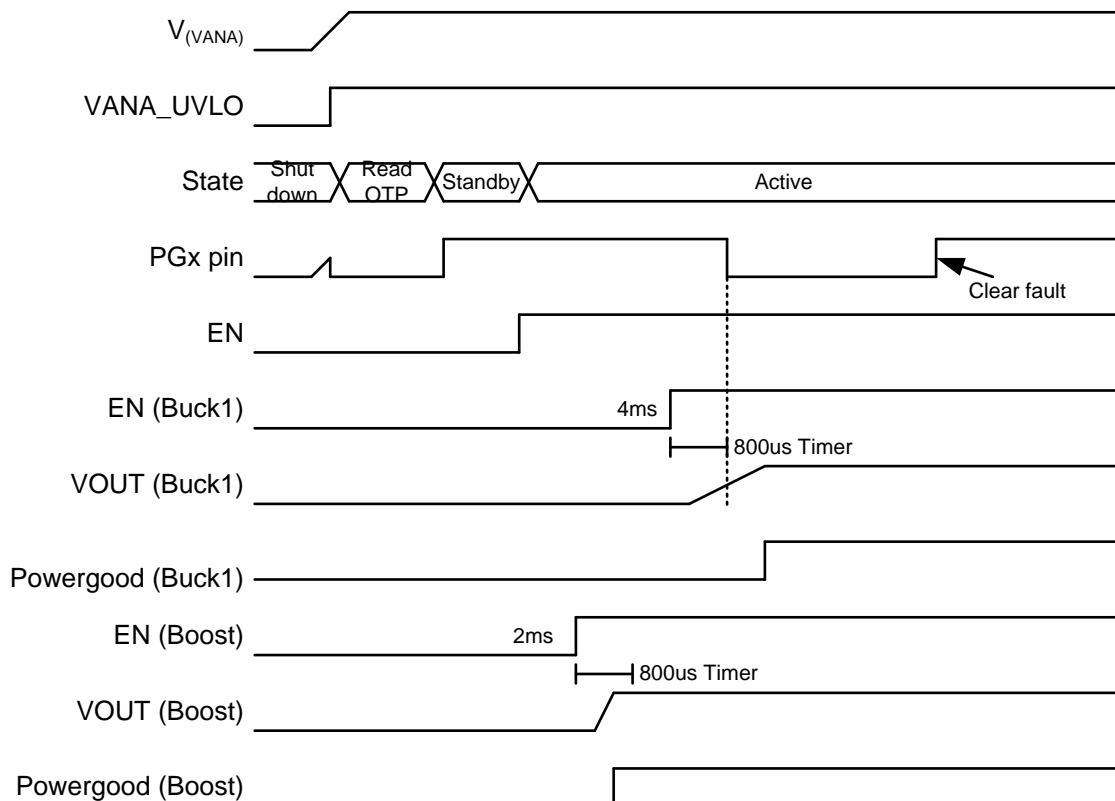 V(VANA)
VANA_UVLO
State
Shut down
Read OTP
Standby
Active
PGx pin
Clear fault
EN
EN (Buck1)
4ms
800us Timer
VOUT (Buck1)
Powergood (Buck1)
EN (Boost)
2ms
800us Timer
VOUT (Boost)
Powergood (Boost)